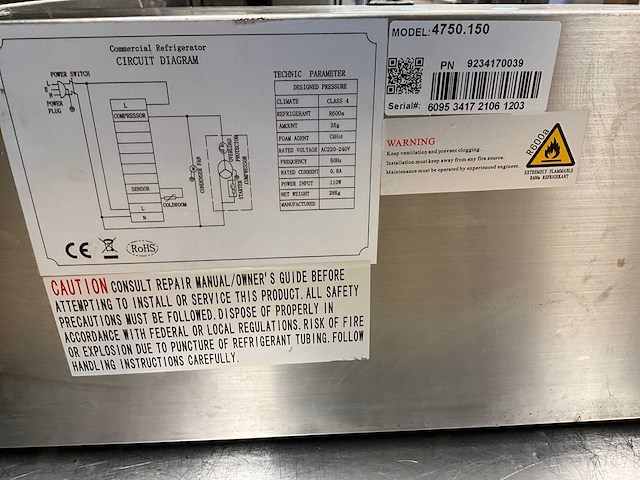 Commercial Refrigerator
CIRCUIT DIAGRAM
POWER SWITCH
L
N
E
POWER
PLUG
L
COMPRESSOR
SENSOR
L
N
COLDROOM
CONDENSER FAN
OVERLOAD
PROTECTOR
STARTER
COMPRESSOR
TECHNIC PARAMETER
DESIGNED PRESSURE
CLIMATE CLASS 4
REFRIGERANT R600a
AMOUNT 35g
FOAM AGENT C5H10
RATED VOLTAGE AC220-240V
FREQUENCY 50Hz
RATED CURRENT 0.8A
POWER INPUT 110W
NET WEIGHT 28Kg
MANUFACTURED
CE
RoHS
MODEL: 4750.150
PN 9234170039
Serial#: 6095 3417 2106 1203
WARNING
Keep ventilation and prevent clogging.
Installation must keep away from any fire source.
Maintenance must be operated by experienced engineer.
R600a
EXTREMELY FLAMMABLE
R600a REFRIGERANT
CAUTION CONSULT REPAIR MANUAL/OWNER'S GUIDE BEFORE
ATTEMPTING TO INSTALL OR SERVICE THIS PRODUCT. ALL SAFETY
PRECAUTIONS MUST BE FOLLOWED. DISPOSE OF PROPERLY IN
ACCORDANCE WITH FEDERAL OR LOCAL REGULATIONS. RISK OF FIRE
OR EXPLOSION DUE TO PUNCTURE OF REFRIGERANT TUBING. FOLLOW
HANDLING INSTRUCTIONS CAREFULLY.